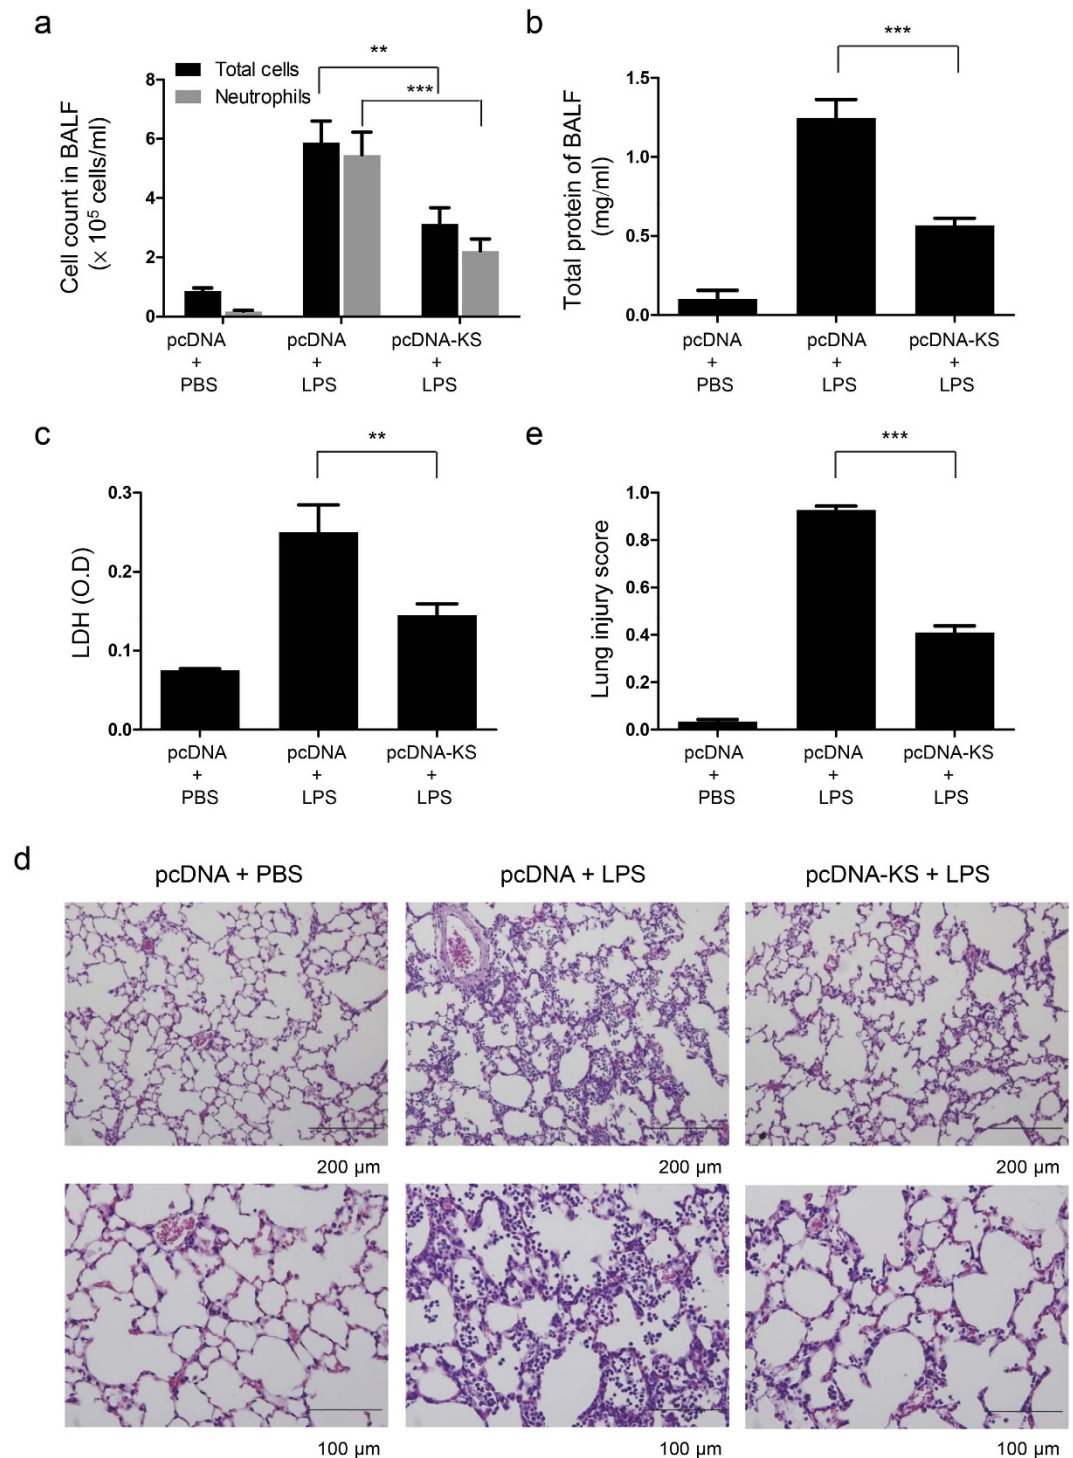 a
**
***
Total cells
Neutrophils
Cell count in BALF
(× 10⁵ cells/ml)
8
6
4
2
0
pcDNA
+
PBS
pcDNA
+
LPS
pcDNA-KS
+
LPS
b
***
Total protein of BALF
(mg/ml)
1.5
1.0
0.5
0.0
pcDNA
+
PBS
pcDNA
+
LPS
pcDNA-KS
+
LPS
c
**
LDH (O.D)
0.3
0.2
0.1
0.0
pcDNA
+
PBS
pcDNA
+
LPS
pcDNA-KS
+
LPS
e
***
Lung injury score
1.0
0.8
0.6
0.4
0.2
0.0
pcDNA
+
PBS
pcDNA
+
LPS
pcDNA-KS
+
LPS
d
pcDNA + PBS
pcDNA + LPS
pcDNA-KS + LPS
200 μm
200 μm
200 μm
100 μm
100 μm
100 μm